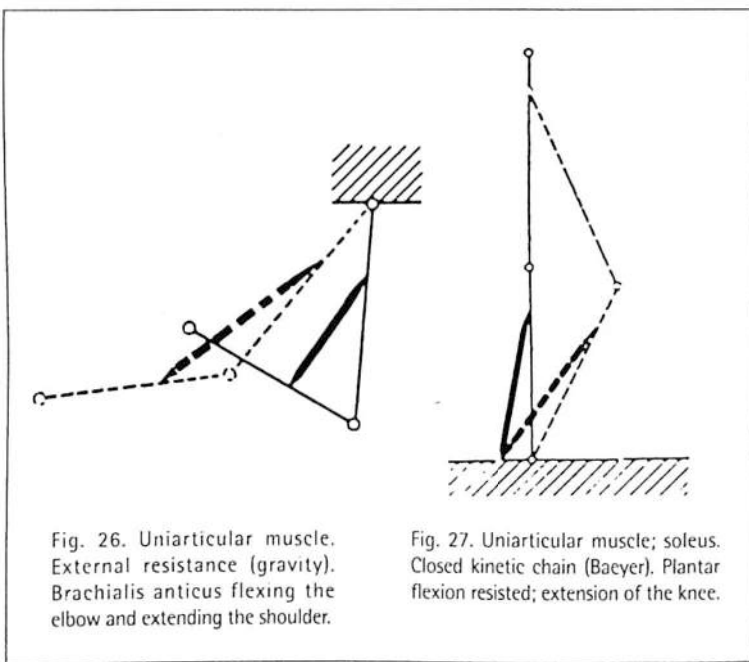 Fig. 26. Uniarticular muscle.
External resistance (gravity).
Brachialis anticus flexing the
elbow and extending the shoulder.
Fig. 27. Uniarticular muscle; soleus.
Closed kinetic chain (Baeyer). Plantar
flexion resisted; extension of the knee.